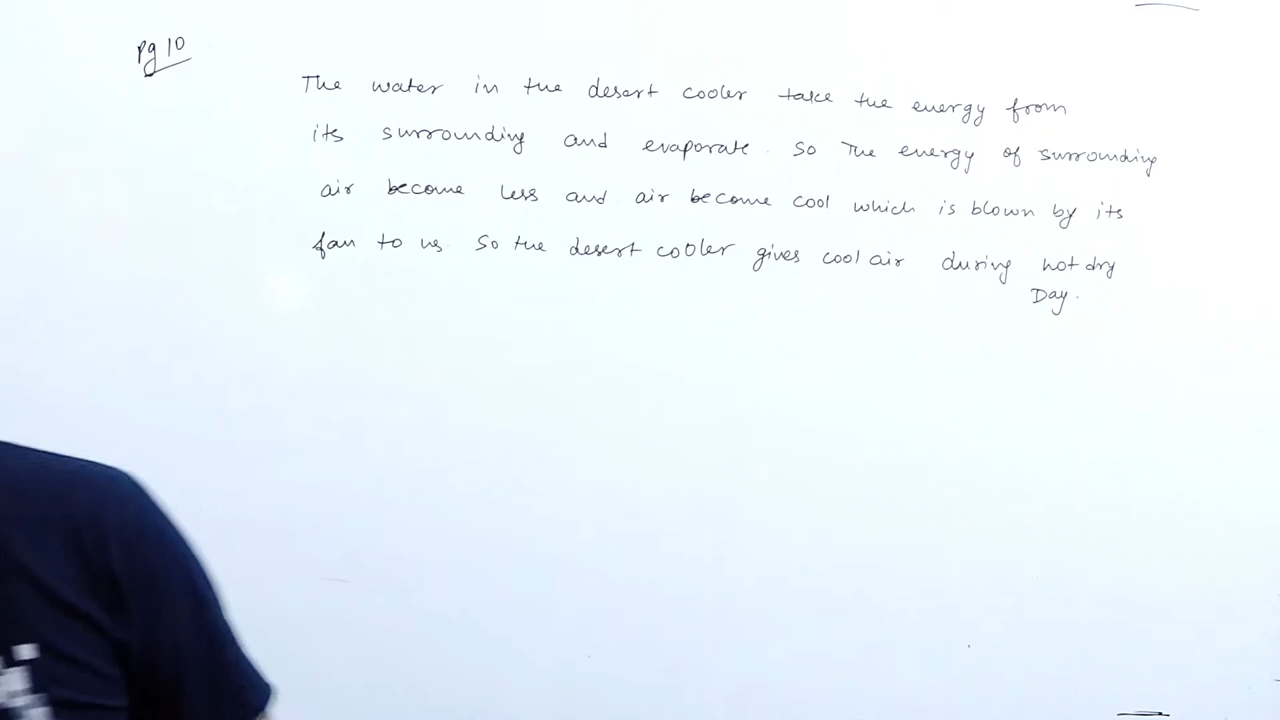 Pg 10
The water in the desert cooler take the energy from
its surrounding and evaporate. So The energy of surrounding
air become less and air become cool which is blown by its
fan to us. So the desert cooler gives cool air during hot dry
Day.